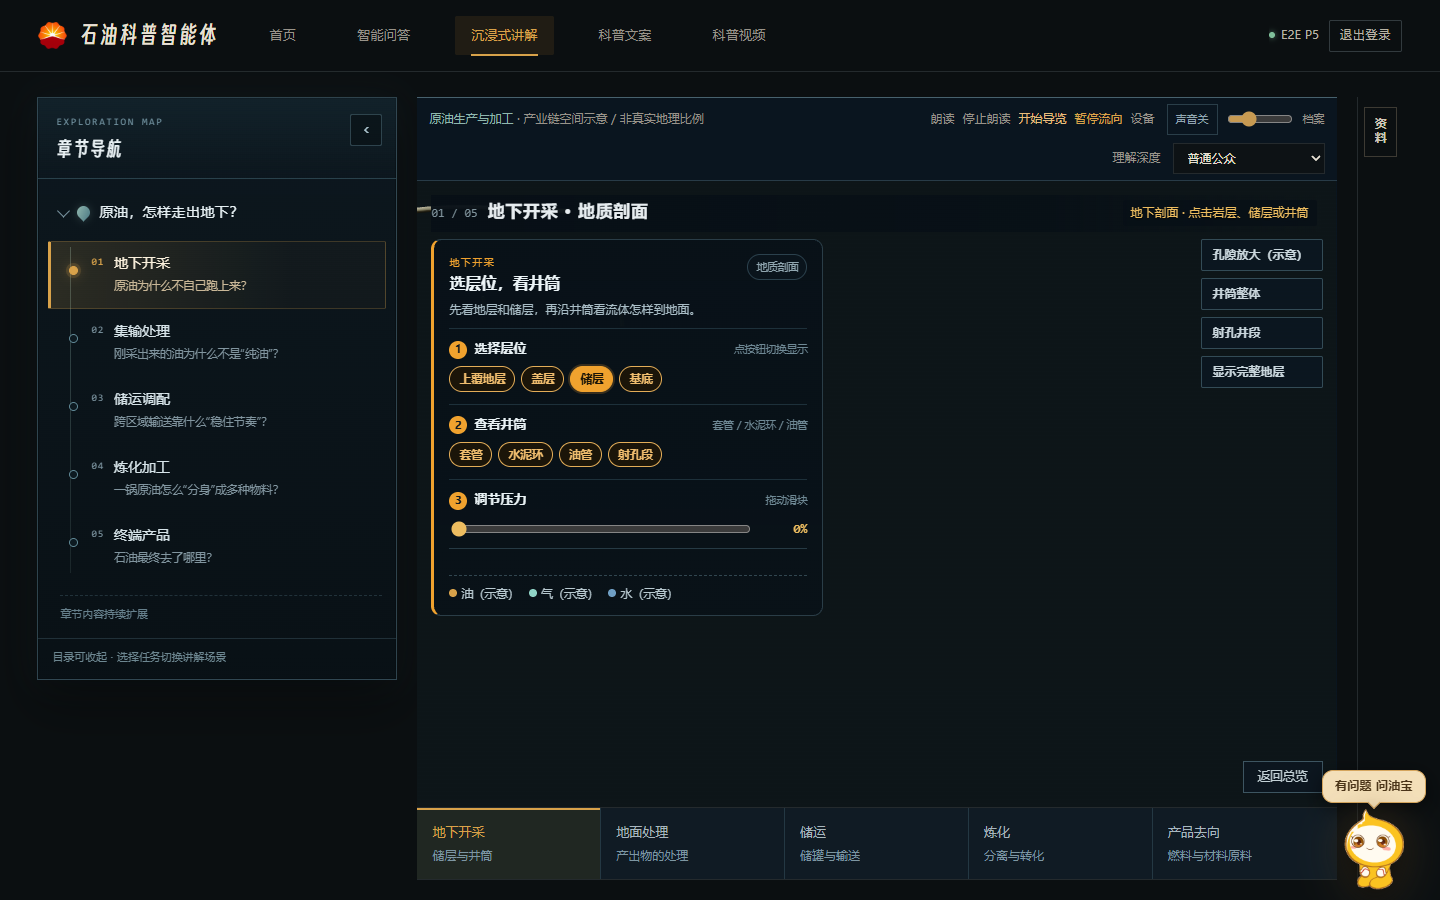 石油科普智能体
首页
智能问答
沉浸式讲解
科普文案
科普视频
E2E P5
退出登录
EXPLORATION MAP
章节导航
‹
原油，怎样走出地下？
01 地下开采
原油为什么不自己跑上来？
02 集输处理
刚采出来的油为什么不是“纯油”？
03 储运调配
跨区域输送靠什么“稳住节奏”？
04 炼化加工
一锅原油怎么“分身”成多种物料？
05 终端产品
石油最终去了哪里？
章节内容持续扩展
目录可收起 · 选择任务切换讲解场景
原油生产与加工 · 产业链空间示意 / 非真实地理比例
朗读 停止朗读 开始导览 暂停流向 设备 声音关 档案
理解深度 普通公众
01 / 05 地下开采 · 地质剖面
地下剖面 · 点击岩层、储层或井筒
地下开采
选层位，看井筒
地质剖面
先看地层和储层，再沿井筒看流体怎样到地面。
1 选择层位 点按钮切换显示
上覆地层 盖层 储层 基底
2 查看井筒 套管 / 水泥环 / 油管
套管 水泥环 油管 射孔段
3 调节压力 拖动滑块
0%
油（示意） 气（示意） 水（示意）
孔隙放大（示意）
井筒整体
射孔井段
显示完整地层
返回总览
地下开采
储层与井筒
地面处理
产出物的处理
储运
储罐与输送
炼化
分离与转化
产品去向
燃料与材料原料
资料
有问题 问油宝